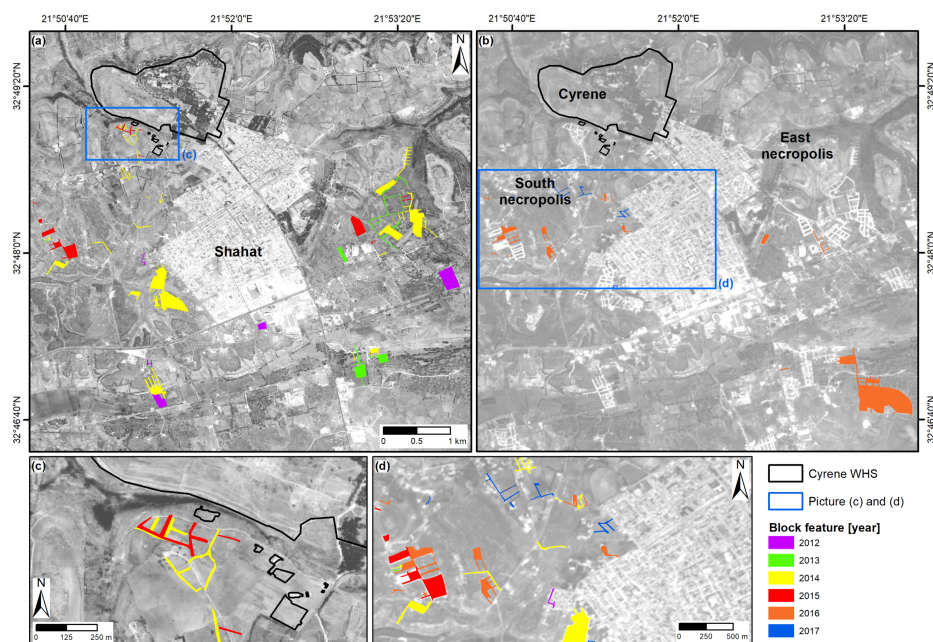 21°50'40"E 21°52'0"E 21°53'20"E 21°50'40"E 21°52'0"E 21°53'20"E
(a)
N
32°49'20"N
(c)
Shahat
32°48'0"N
32°46'40"N
0 0.5 1 km
(b)
Cyrene
East
necropolis
South
necropolis
(d)
32°49'20"N
32°48'0"N
32°46'40"N
(c)
N
0 125 250 m
(d)
N
0 250 500 m
Cyrene WHS
Picture (c) and (d)
Block feature [year]
2012
2013
2014
2015
2016
2017